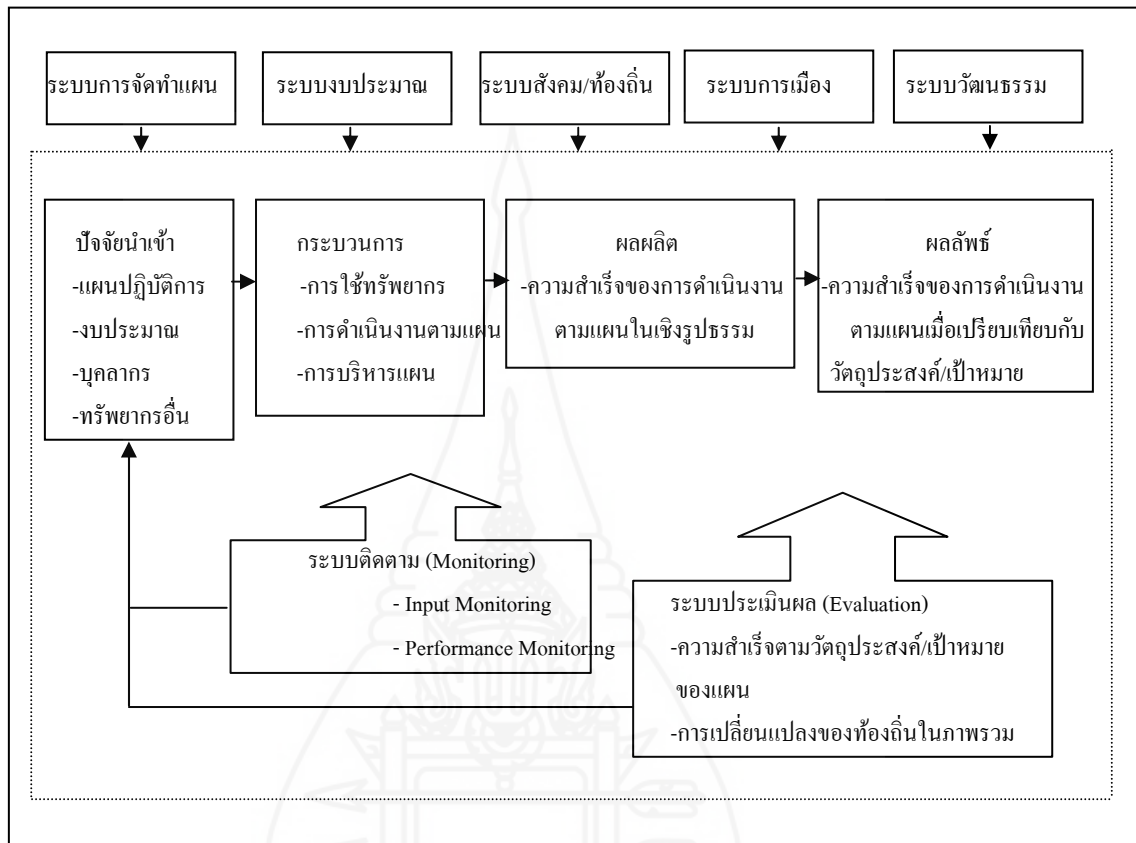 ระบบการจัดทำแผน
ระบบงบประมาณ
ระบบสังคม/ท้องถิ่น
ระบบการเมือง
ระบบวัฒนธรรม
ปัจจัยนำเข้า
-แผนปฏิบัติการ
-งบประมาณ
-บุคลากร
-ทรัพยากรอื่น
กระบวนการ
-การใช้ทรัพยากร
-การดำเนินงานตามแผน
-การบริหารแผน
ผลผลิต
-ความสำเร็จของการดำเนินงาน
ตามแผนในเชิงรูปธรรม
ผลลัพธ์
-ความสำเร็จของการดำเนินงาน
ตามแผนเมื่อเปรียบเทียบกับ
วัตถุประสงค์/เป้าหมาย
ระบบติดตาม (Monitoring)
- Input Monitoring
- Performance Monitoring
ระบบประเมินผล (Evaluation)
-ความสำเร็จตามวัตถุประสงค์/เป้าหมาย
ของแผน
-การเปลี่ยนแปลงของท้องถิ่นในภาพรวม